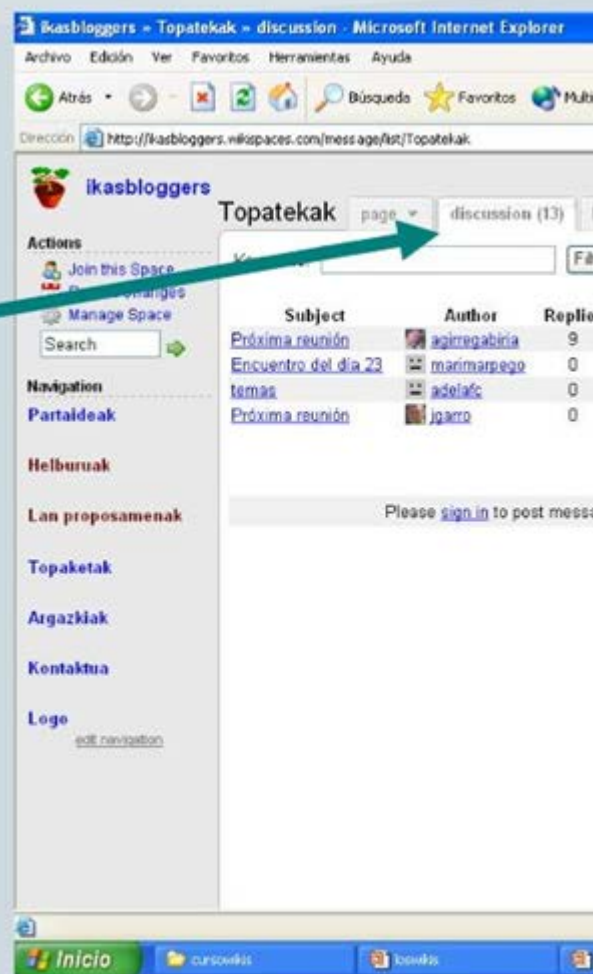 ikasbloggers » Topatekak » discussion - Microsoft Internet Explorer
Archivo Edición Ver Favoritos Herramientas Ayuda
Atrás Búsqueda Favoritos
Dirección http://ikasbloggers.wikispaces.com/message/list/Topatekak
ikasbloggers
Topatekak page discussion (13)
Actions
Join this Space
Manage Space
Search
Subject Author
Próxima reunión agirregabiria 9
Encuentro del día 23 marimarpego 0
temas adelafc 0
Próxima reunión jgarro 0
Navigation
Partaideak
Helburuak
Lan proposamenak
Please sign in to post
Topaketak
Argazkiak
Kontaktua
Logo
edit navigation
Inicio cursowikis loswikis